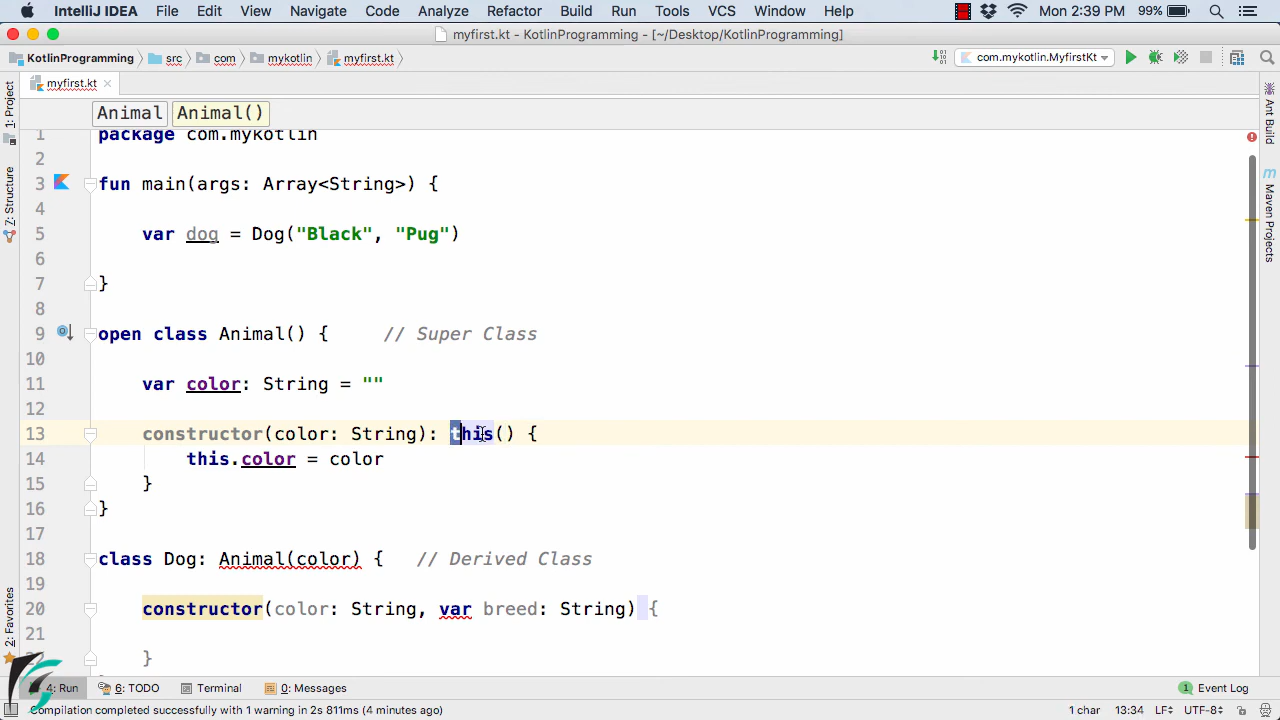 IntelliJ IDEA File Edit View Navigate Code Analyze Refactor Build Run Tools VCS Window Help Mon 2:39 PM 99%
myfirst.kt - KotlinProgramming - [~/Desktop/KotlinProgramming]
KotlinProgramming src com mykotlin myfirst.kt com.mykotlin.MyfirstKt
myfirst.kt
Animal Animal()
1: Project
7: Structure
2: Favorites
Ant Build
Maven Projects
1 package com.mykotlin
2
3 fun main(args: Array<String>) {
4
5 var dog = Dog("Black", "Pug")
6
7 }
8
9 open class Animal() { // Super Class
10
11 var color: String = ""
12
13 constructor(color: String): this() {
14 this.color = color
15 }
16 }
17
18 class Dog: Animal(color) { // Derived Class
19
20 constructor(color: String, var breed: String) {
21
}
4: Run 6: TODO Terminal 0: Messages 1 Event Log
Compilation completed successfully with 1 warning in 2s 811ms (4 minutes ago) 1 char 13:34 LF UTF-8